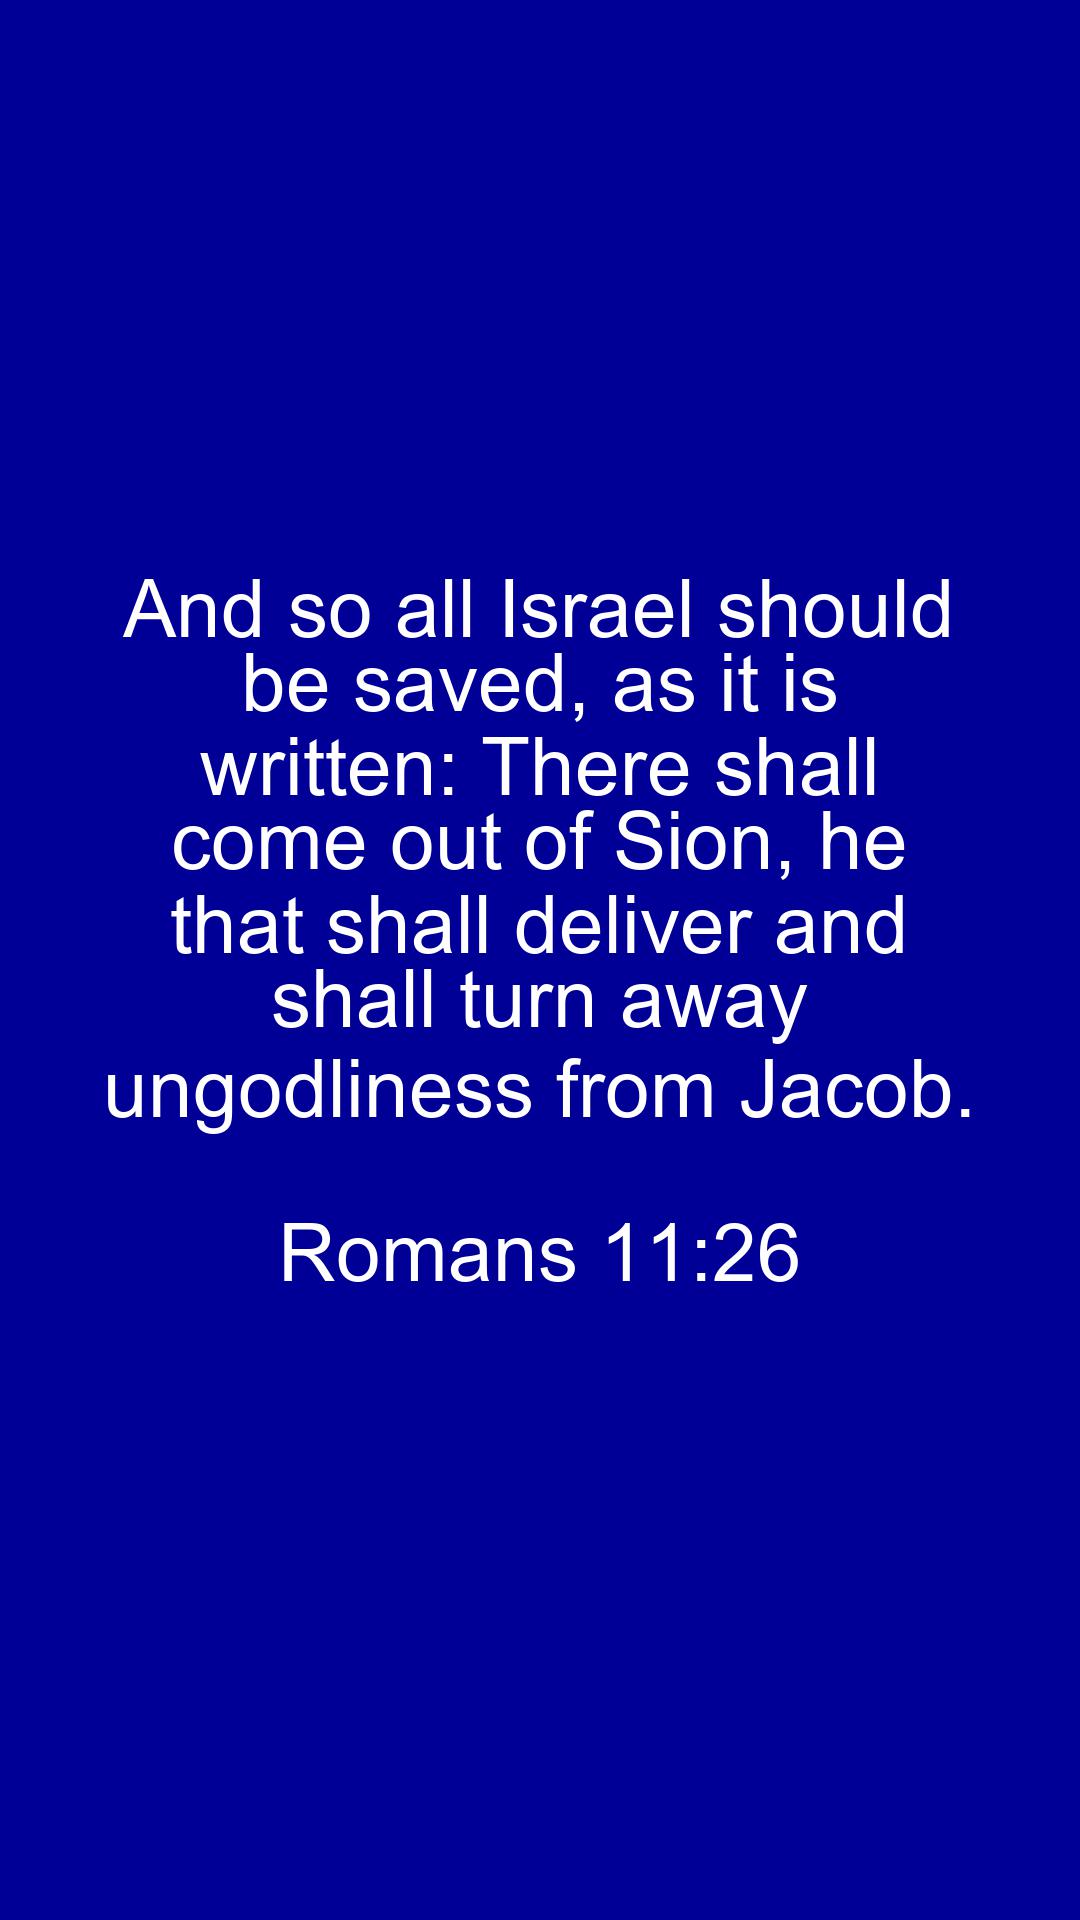 And so all Israel should
be saved, as it is
written: There shall
come out of Sion, he
that shall deliver and
shall turn away
ungodliness from Jacob.
Romans 11:26